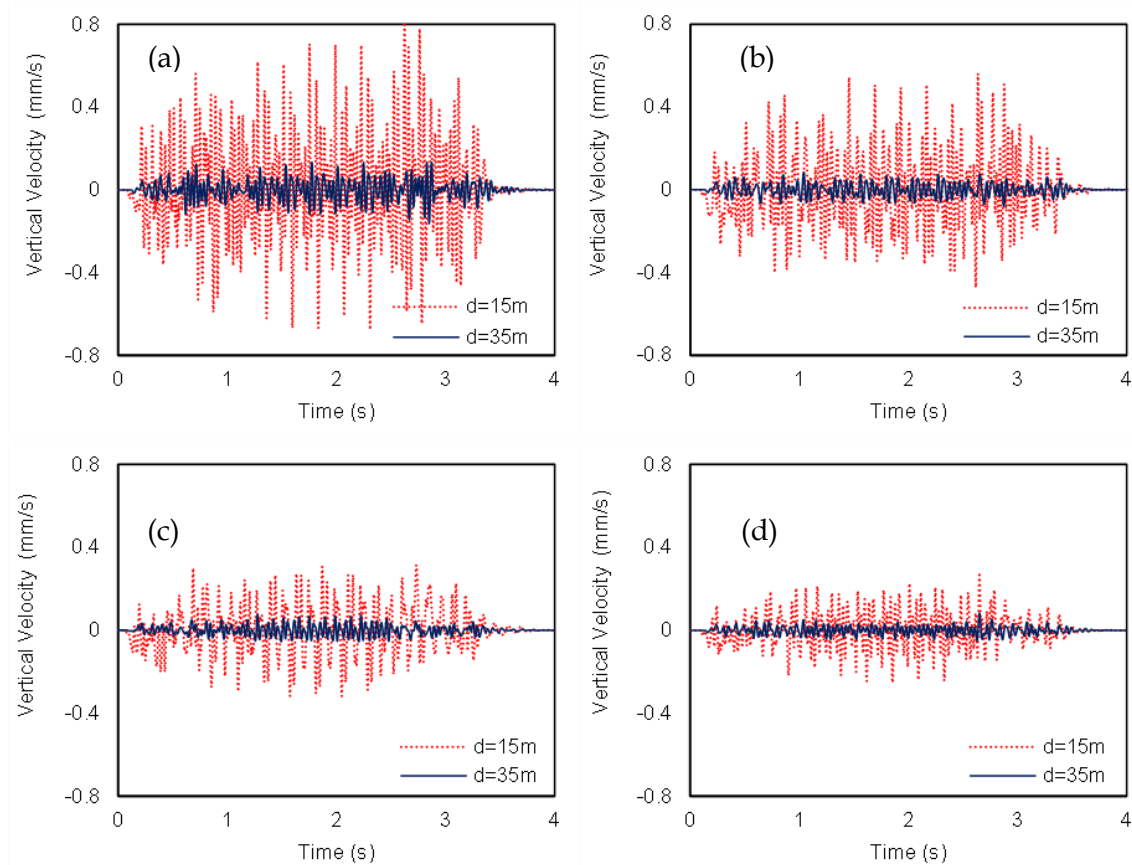 (a)
0.8
0.4
0
-0.4
-0.8
Vertical Velocity (mm/s)
d=15m
d=35m
0 1 2 3 4
Time (s)
(b)
0.8
0.4
0
-0.4
-0.8
Vertical Velocity (mm/s)
d=15m
d=35m
0 1 2 3 4
Time (s)
(c)
0.8
0.4
0
-0.4
-0.8
Vertical Velocity (mm/s)
d=15m
d=35m
0 1 2 3 4
Time (s)
(d)
0.8
0.4
0
-0.4
-0.8
Vertical Velocity (mm/s)
d=15m
d=35m
0 1 2 3 4
Time (s)